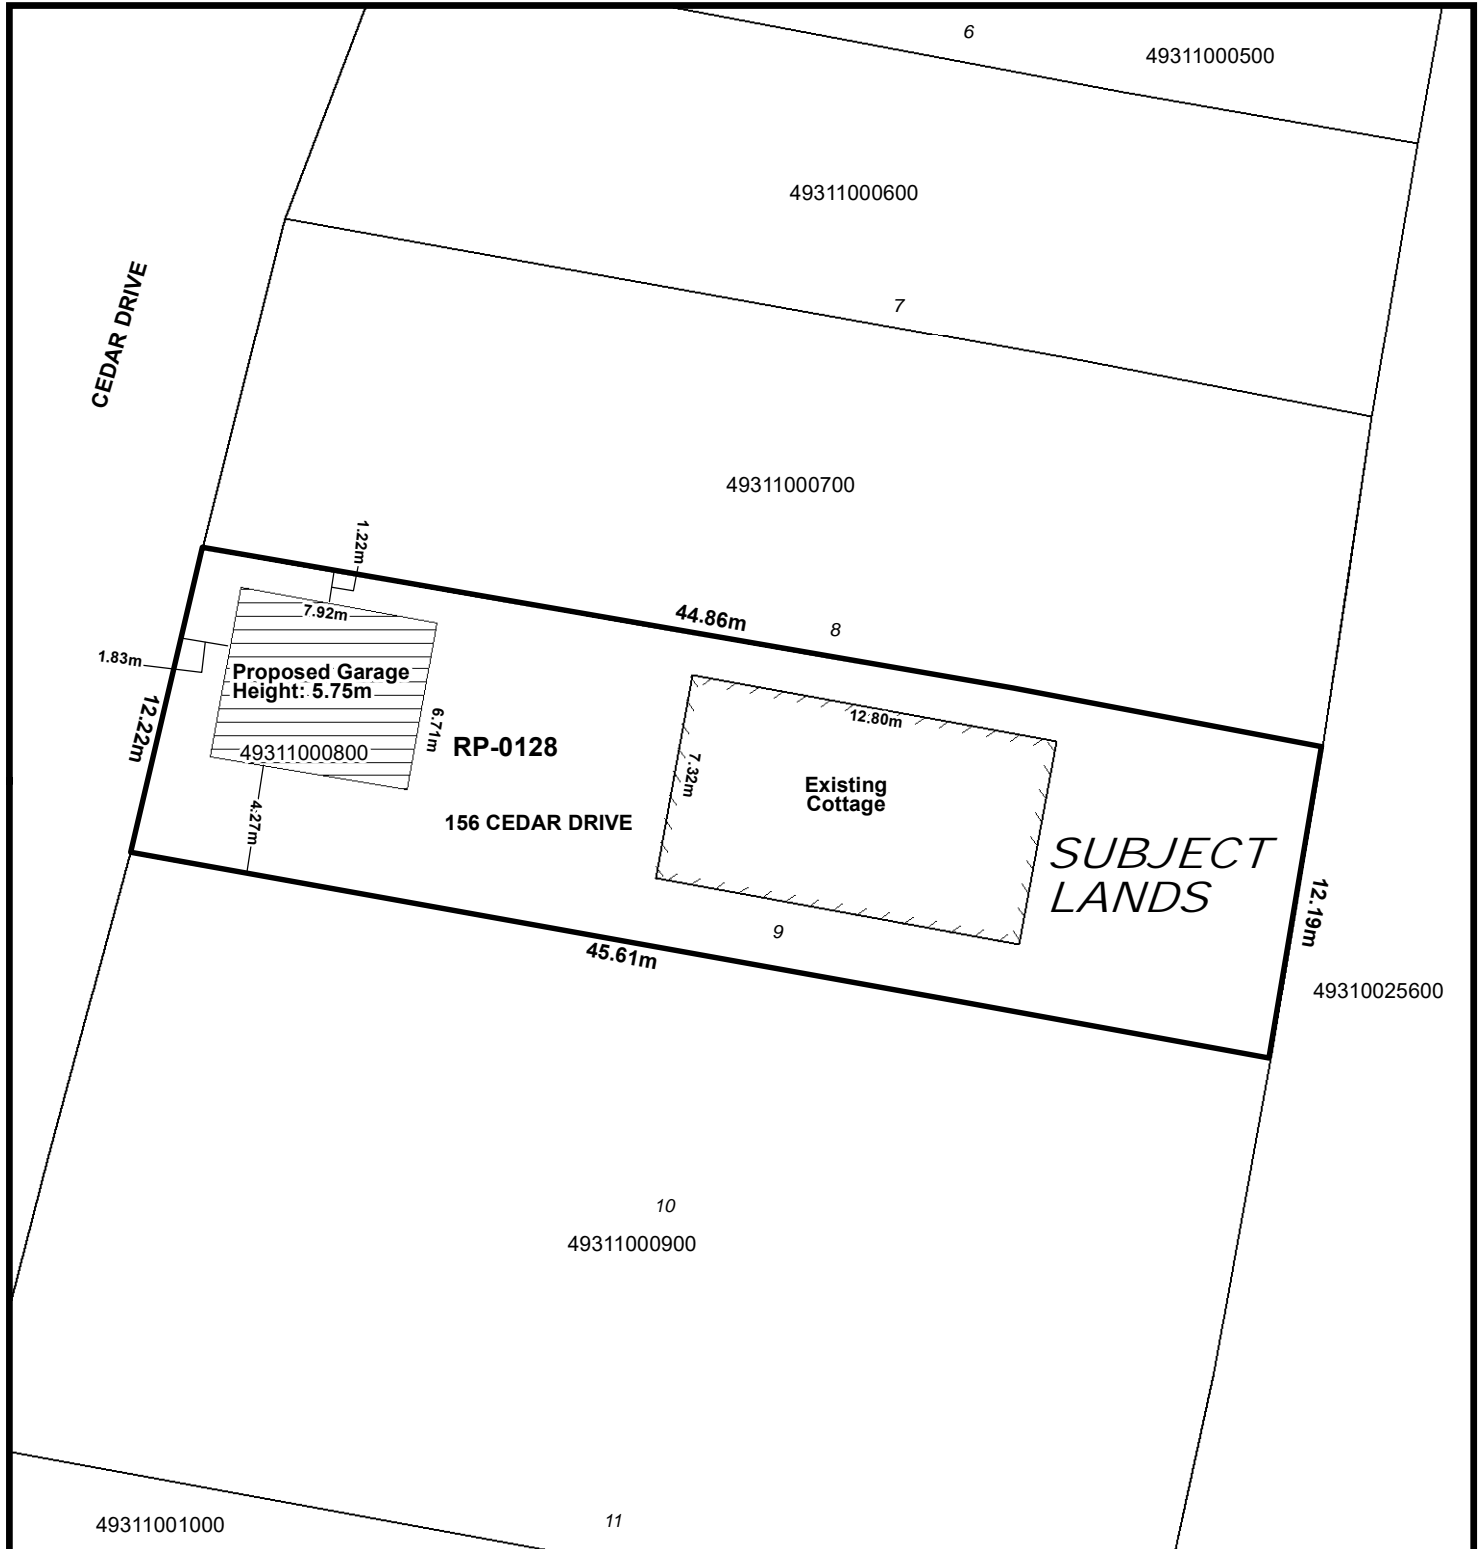 6
49311000500
49311000600
CEDAR DRIVE
7
49311000700
1.22m
7.92m
44.86m
8
1.83m
Proposed Garage
Height: 5.75m
12.22m
6.71m
49311000800
RP-0128
12.80m
7.32m
Existing
Cottage
4.27m
156 CEDAR DRIVE
SUBJECT
LANDS
12.19m
9
45.61m
49310025600
10
49311000900
49311001000
11